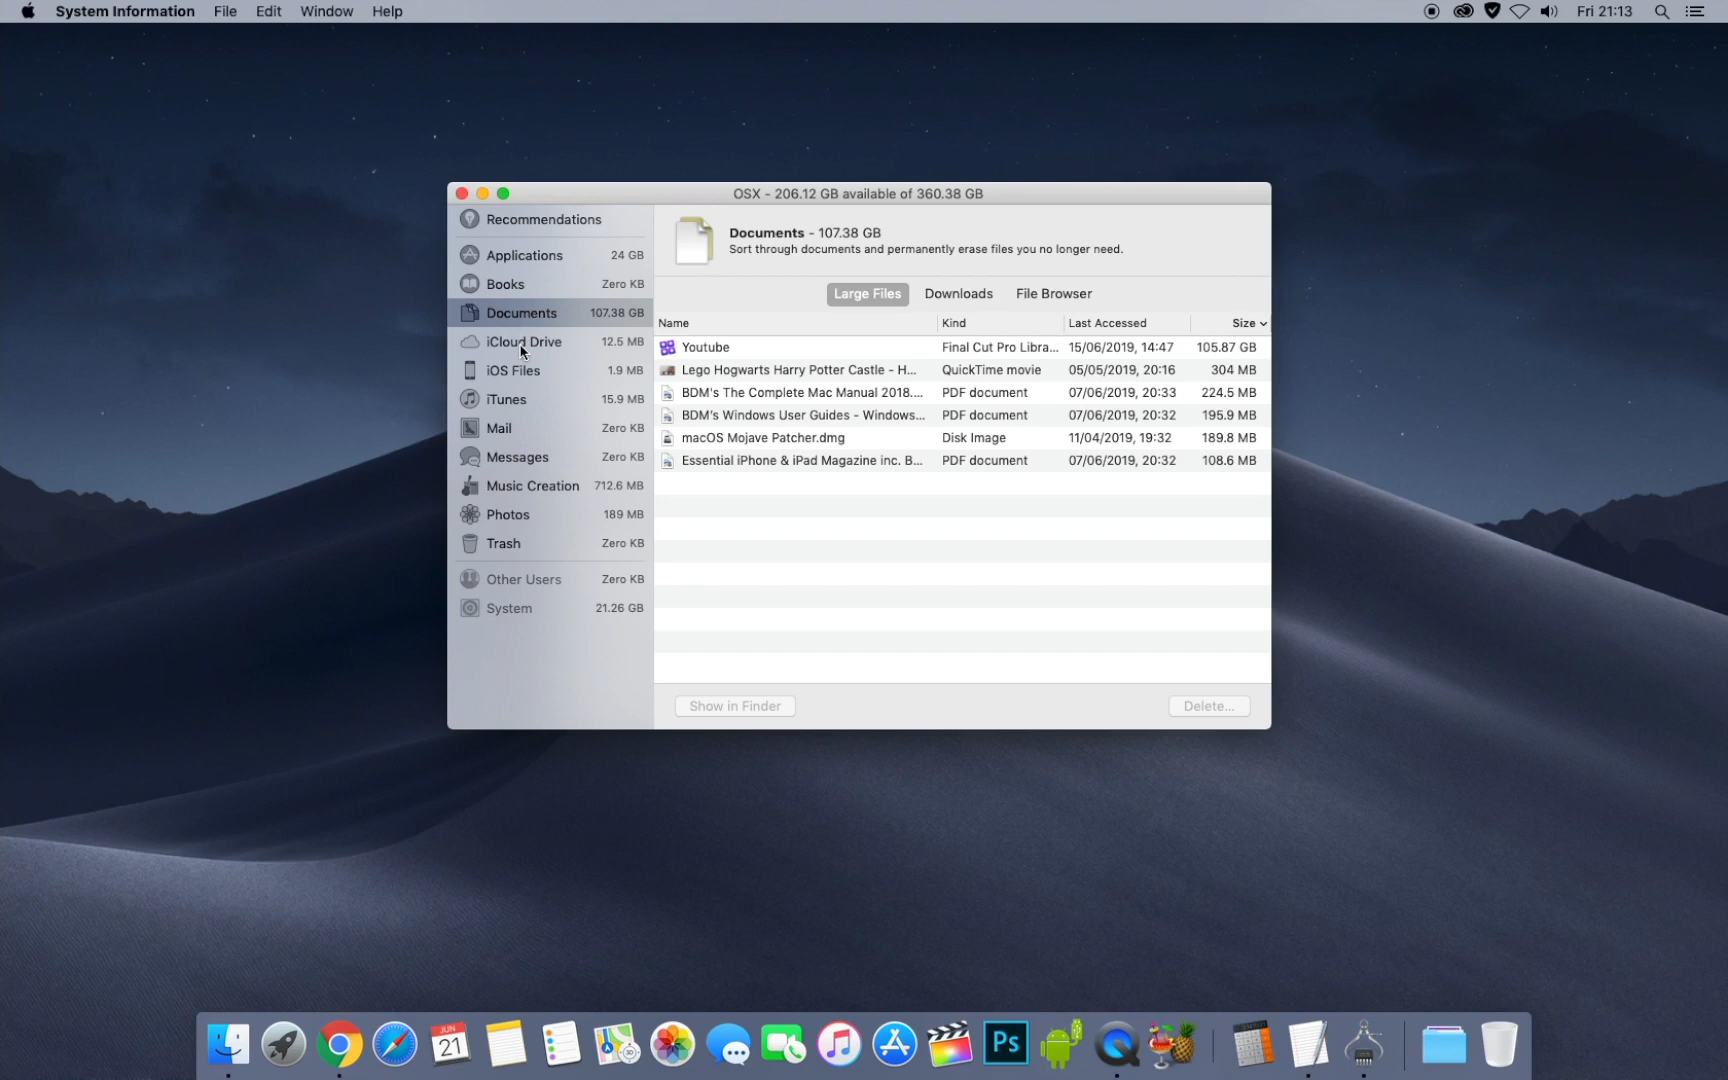 System Information File Edit Window Help Fri 21:13
OSX - 206.12 GB available of 360.38 GB
Recommendations
Applications 24 GB
Books Zero KB
Documents 107.38 GB
iCloud Drive 12.5 MB
iOS Files 1.9 MB
iTunes 15.9 MB
Mail Zero KB
Messages Zero KB
Music Creation 712.6 MB
Photos 189 MB
Trash Zero KB
Other Users Zero KB
System 21.26 GB
Documents - 107.38 GB
Sort through documents and permanently erase files you no longer need.
Large Files Downloads File Browser
Name Kind Last Accessed Size
Youtube Final Cut Pro Libra... 15/06/2019, 14:47 105.87 GB
Lego Hogwarts Harry Potter Castle - H... QuickTime movie 05/05/2019, 20:16 304 MB
BDM's The Complete Mac Manual 2018.... PDF document 07/06/2019, 20:33 224.5 MB
BDM's Windows User Guides - Windows... PDF document 07/06/2019, 20:32 195.9 MB
macOS Mojave Patcher.dmg Disk Image 11/04/2019, 19:32 189.8 MB
Essential iPhone & iPad Magazine inc. B... PDF document 07/06/2019, 20:32 108.6 MB
Show in Finder Delete...
JUN
21
3D
Ps